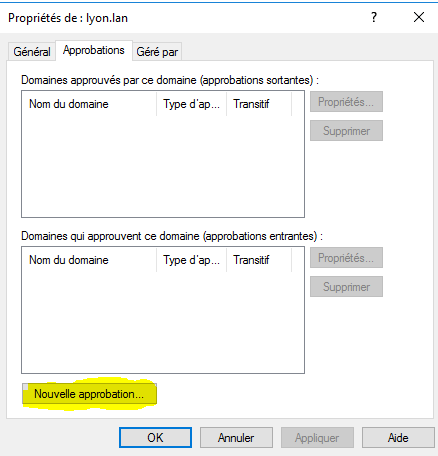 Propriétés de : lyon.lan
?
Général Approbations Géré par
Domaines approuvés par ce domaine (approbations sortantes) :
Nom du domaine Type d'ap... Transitif
Propriétés...
Supprimer
Domaines qui approuvent ce domaine (approbations entrantes) :
Nom du domaine Type d'ap... Transitif
Propriétés...
Supprimer
Nouvelle approbation...
OK Annuler Appliquer Aide